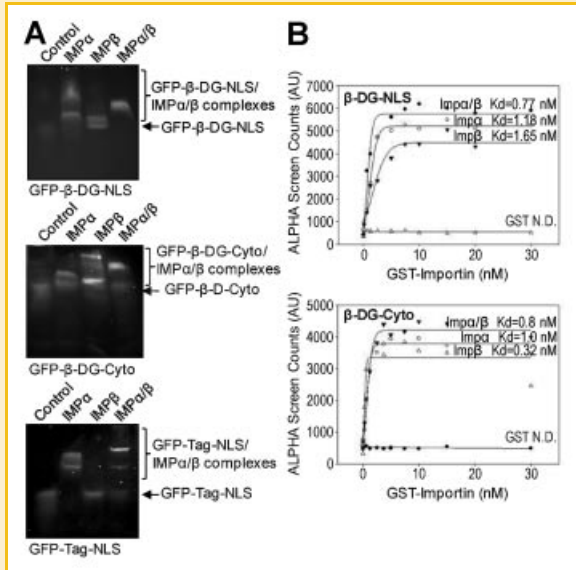 A
Control
IMPα
IMPβ
IMPα/β
GFP-β-DG-NLS/
IMPα/β complexes
GFP-β-DG-NLS
GFP-β-DG-NLS
Control
IMPα
IMPβ
IMPα/β
GFP-β-DG-Cyto/
IMPα/β complexes
GFP-β-D-Cyto
GFP-β-DG-Cyto
Control
IMPα
IMPβ
IMPα/β
GFP-Tag-NLS/
IMPα/β complexes
GFP-Tag-NLS
GFP-Tag-NLS
B
ALPHA Screen Counts (AU)
7000
6000
5000
4000
3000
2000
1000
0
β-DG-NLS
Impα/β Kd=0.77 nM
Impα Kd=1.18 nM
Impβ Kd=1.65 nM
GST N.D.
0 5 10 15 20 25 30
GST-Importin (nM)
ALPHA Screen Counts (AU)
5000
4000
3000
2000
1000
0
β-DG-Cyto
Impα/β Kd=0.8 nM
Impα Kd=1.0 nM
Impβ Kd=0.32 nM
GST N.D.
0 5 10 15 20 25 30
GST-Importin (nM)